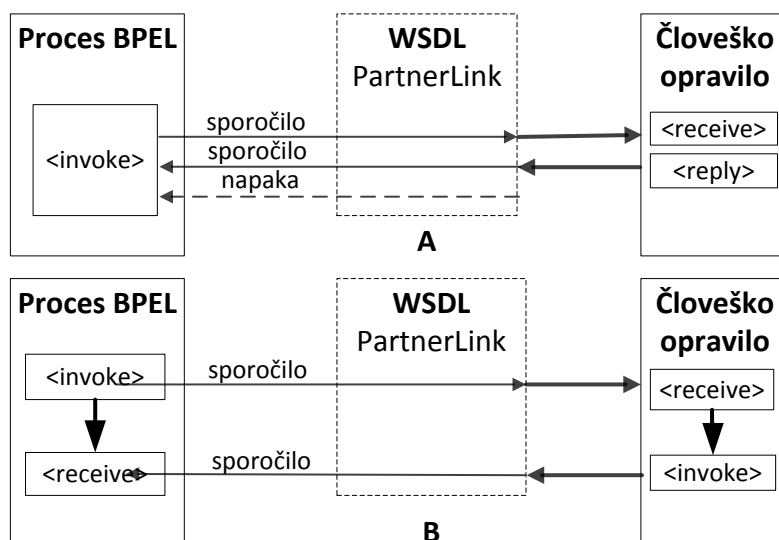 Proces BPEL
WSDL
PartnerLink
Človeško
opravilo
<invoke>
sporočilo
sporočilo
napaka
<receive>
<reply>
A
Proces BPEL
WSDL
PartnerLink
Človeško
opravilo
<invoke>
sporočilo
<receive>
<receive>
sporočilo
<invoke>
B